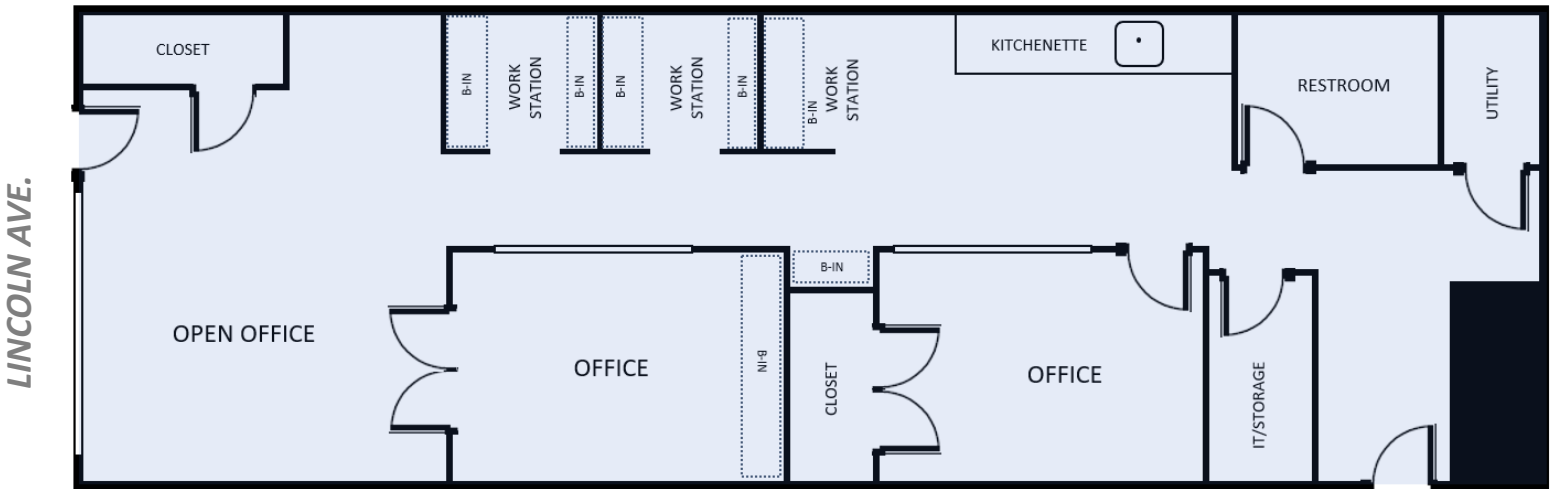 LINCOLN AVE.
CLOSET
B-IN
WORK
STATION
B-IN
B-IN
WORK
STATION
B-IN
B-IN
WORK
STATION
KITCHENETTE
RESTROOM
UTILITY
OPEN OFFICE
OFFICE
B-IN
B-IN
CLOSET
OFFICE
IT/STORAGE